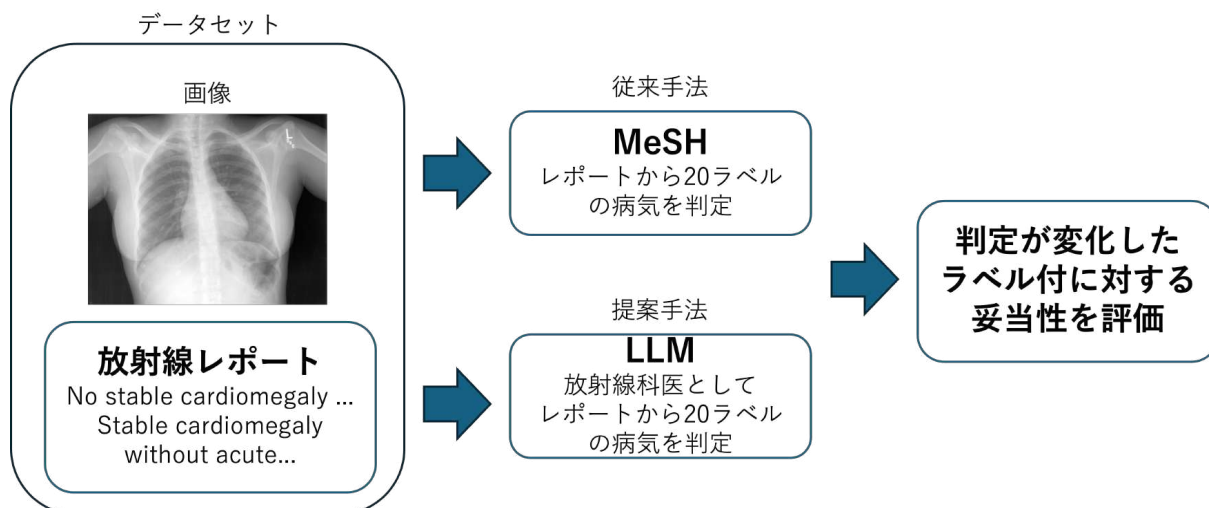 データセット
画像
放射線レポート
No stable cardiomegaly ...
Stable cardiomegaly
without acute...
従来手法
MeSH
レポートから20ラベル
の病気を判定
提案手法
LLM
放射線科医として
レポートから20ラベル
の病気を判定
判定が変化した
ラベル付に対する
妥当性を評価